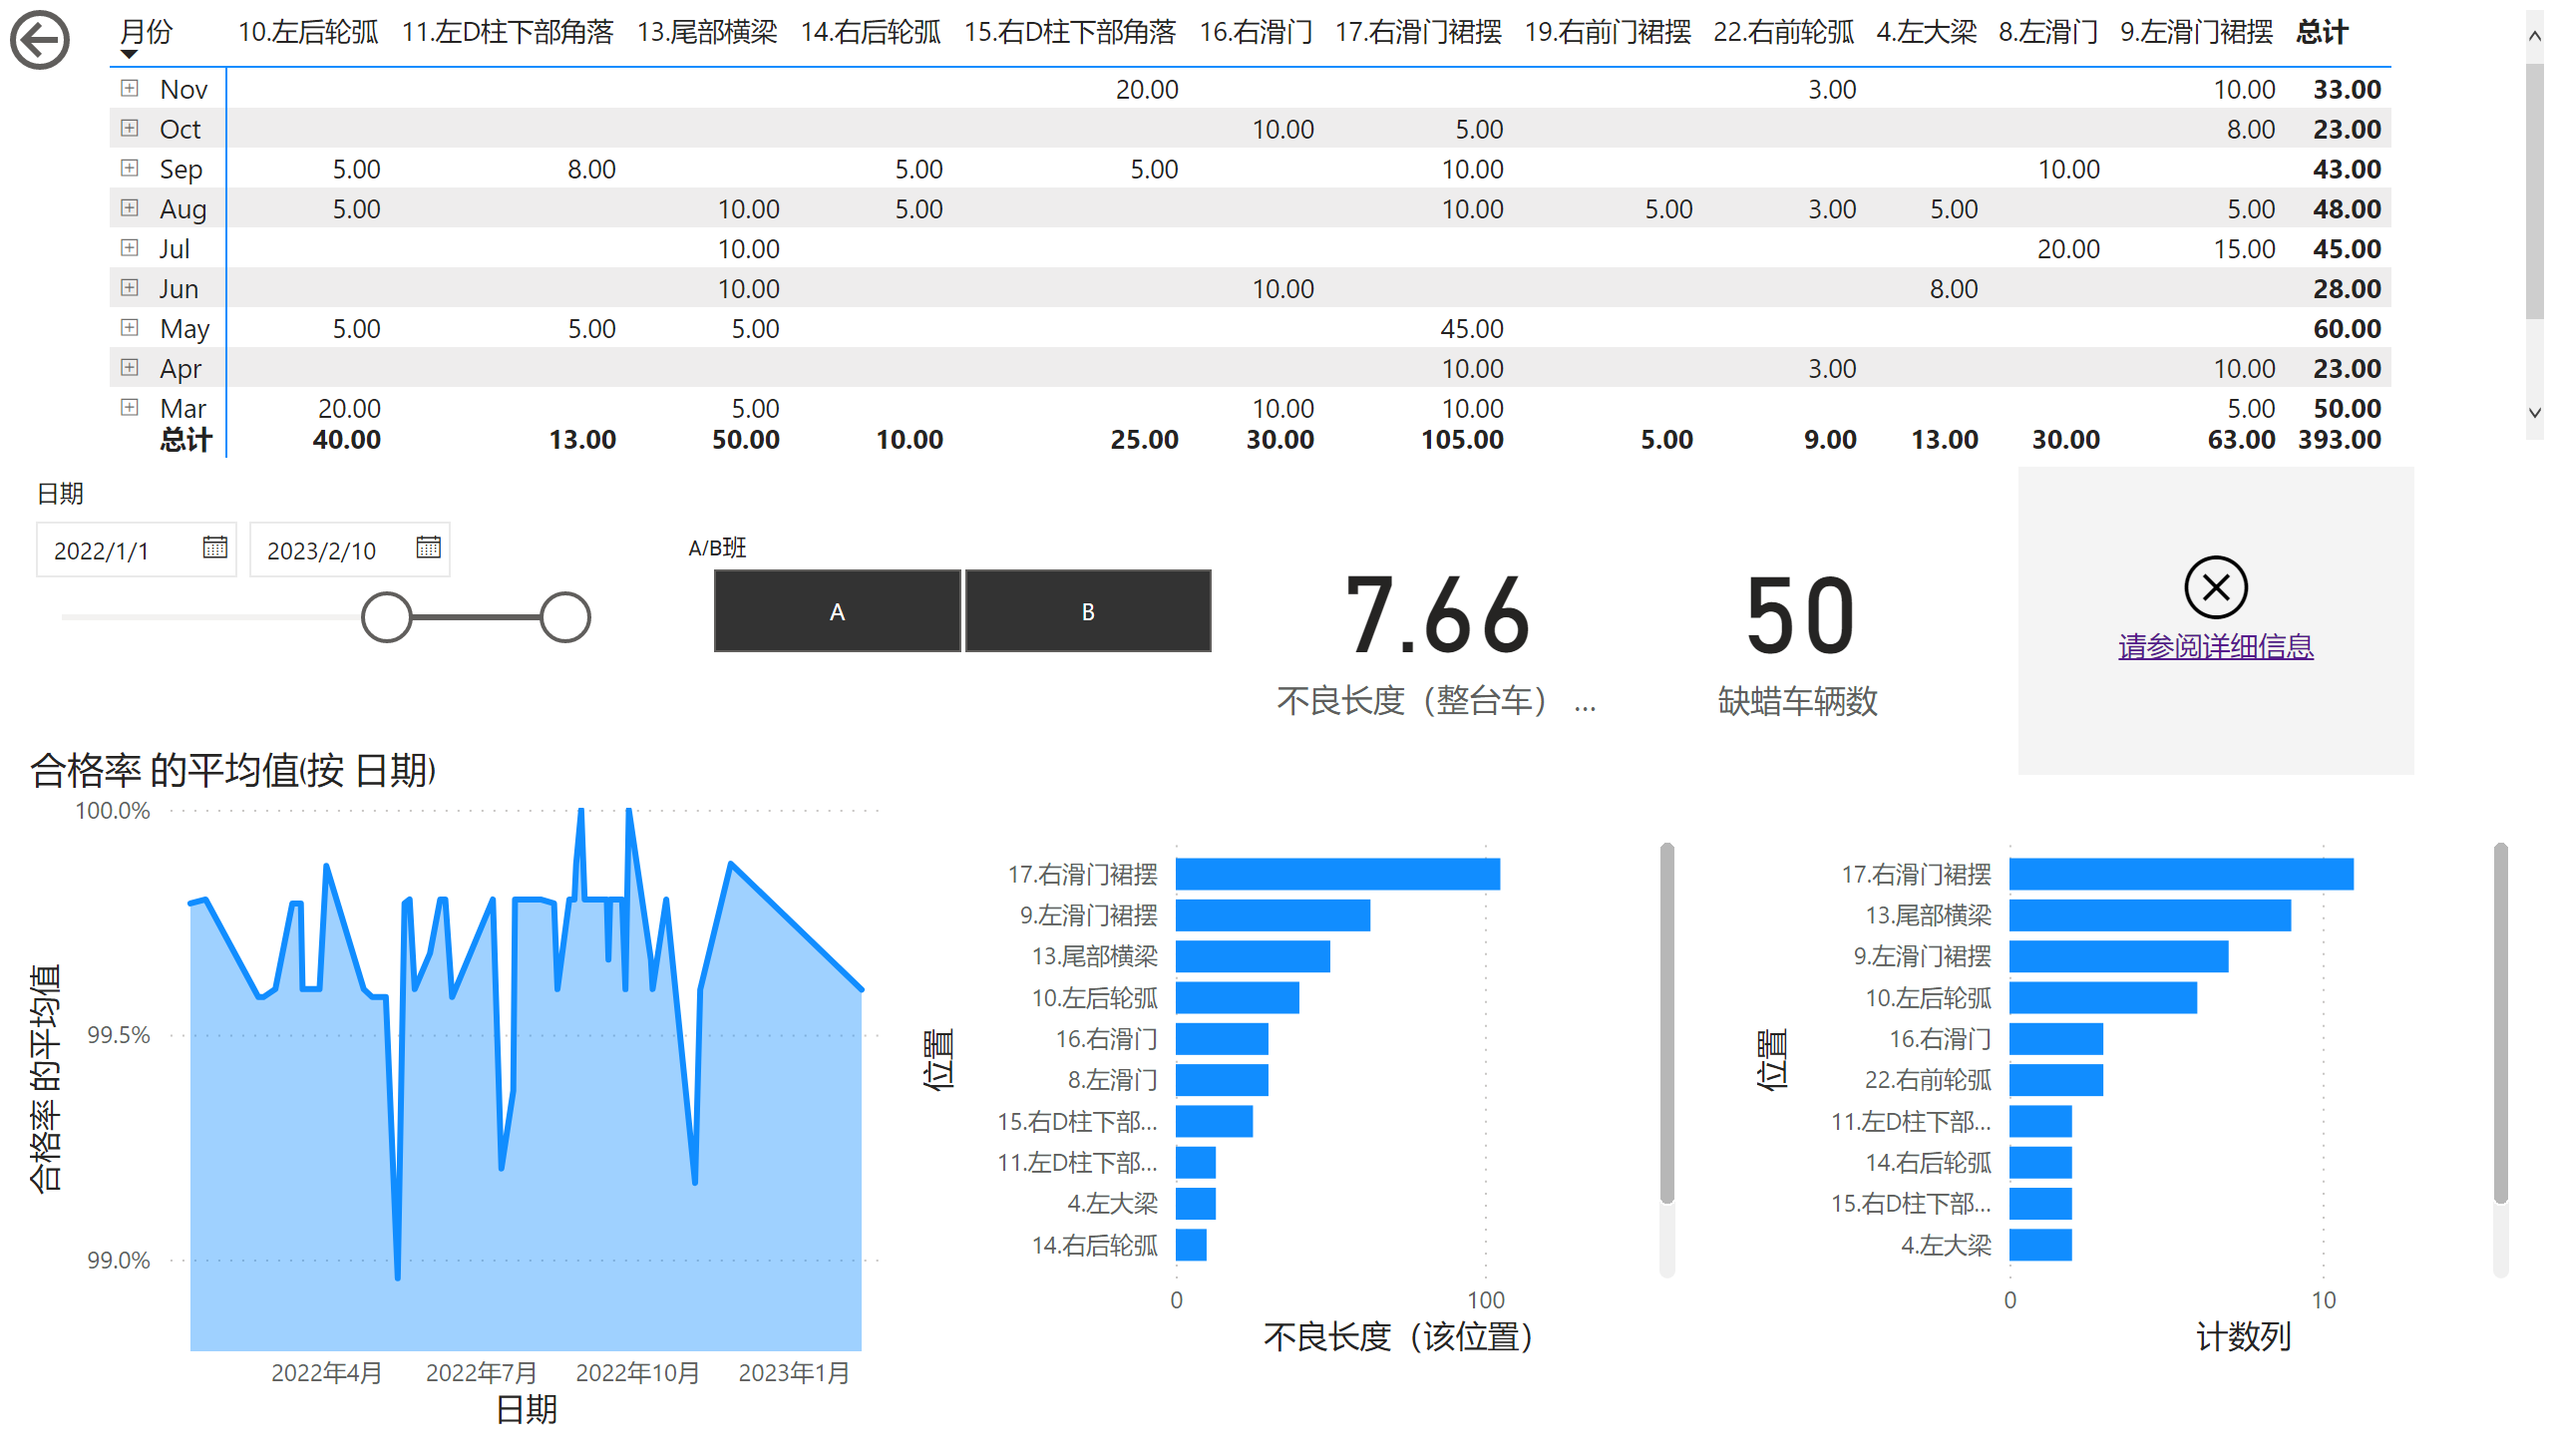 月份 10.左后轮弧 11.左D柱下部角落 13.尾部横梁 14.右后轮弧 15.右D柱下部角落 16.右滑门 17.右滑门裙摆 19.右前门裙摆 22.右前轮弧 4.左大梁 8.左滑门 9.左滑门裙摆 总计
Nov 20.00 3.00 10.00 33.00
Oct 10.00 5.00 8.00 23.00
Sep 5.00 8.00 5.00 5.00 10.00 10.00 43.00
Aug 5.00 10.00 5.00 10.00 5.00 3.00 5.00 5.00 48.00
Jul 10.00 20.00 15.00 45.00
Jun 10.00 10.00 8.00 28.00
May 5.00 5.00 5.00 45.00 60.00
Apr 10.00 3.00 10.00 23.00
Mar 20.00 5.00 10.00 10.00 5.00 50.00
总计 40.00 13.00 50.00 10.00 25.00 30.00 105.00 5.00 9.00 13.00 30.00 63.00 393.00
日期
2022/1/1 2023/2/10
A/B班
A B
7.66
不良长度（整台车） ...
50
缺蜡车辆数
请参阅详细信息
合格率 的平均值(按 日期)
合格率 的平均值
100.0%
99.5%
99.0%
2022年4月 2022年7月 2022年10月 2023年1月
日期
位置
17.右滑门裙摆
9.左滑门裙摆
13.尾部横梁
10.左后轮弧
16.右滑门
8.左滑门
15.右D柱下部...
11.左D柱下部...
4.左大梁
14.右后轮弧
0 100
不良长度（该位置）
位置
17.右滑门裙摆
13.尾部横梁
9.左滑门裙摆
10.左后轮弧
16.右滑门
22.右前轮弧
11.左D柱下部...
14.右后轮弧
15.右D柱下部...
4.左大梁
0 10
计数列